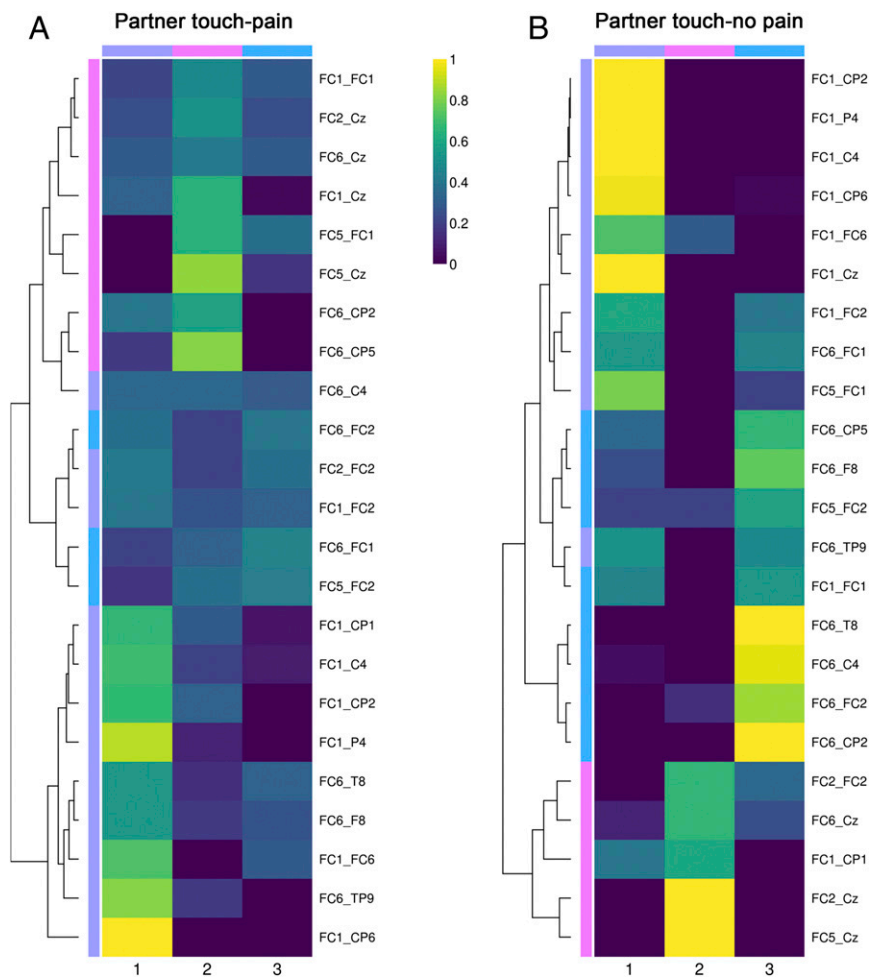 A
Partner touch-pain
FC1_FC1
FC2_Cz
FC6_Cz
FC1_Cz
FC5_FC1
FC5_Cz
FC6_CP2
FC6_CP5
FC6_C4
FC6_FC2
FC2_FC2
FC1_FC2
FC6_FC1
FC5_FC2
FC1_CP1
FC1_C4
FC1_CP2
FC1_P4
FC6_T8
FC6_F8
FC1_FC6
FC6_TP9
FC1_CP6
1 2 3
1
0.8
0.6
0.4
0.2
0
B
Partner touch-no pain
FC1_CP2
FC1_P4
FC1_C4
FC1_CP6
FC1_FC6
FC1_Cz
FC1_FC2
FC6_FC1
FC5_FC1
FC6_CP5
FC6_F8
FC5_FC2
FC6_TP9
FC1_FC1
FC6_T8
FC6_C4
FC6_FC2
FC6_CP2
FC2_FC2
FC6_Cz
FC1_CP1
FC2_Cz
FC5_Cz
1 2 3